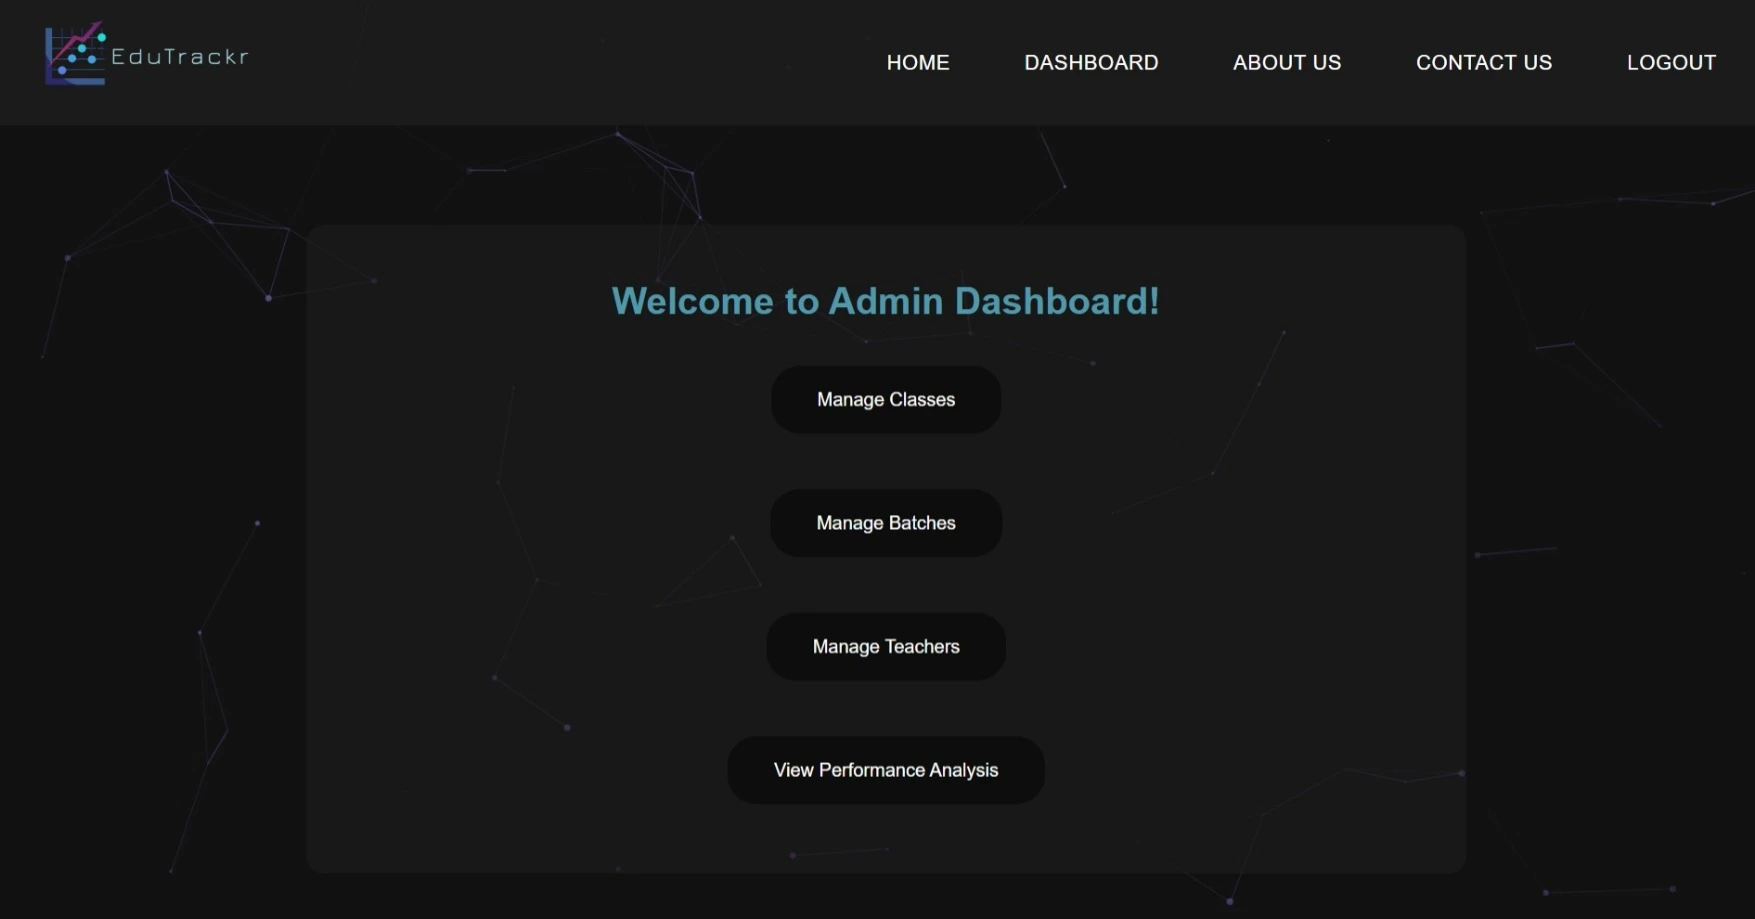 EduTrackr
HOME DASHBOARD ABOUT US CONTACT US LOGOUT
Welcome to Admin Dashboard!
Manage Classes
Manage Batches
Manage Teachers
View Performance Analysis